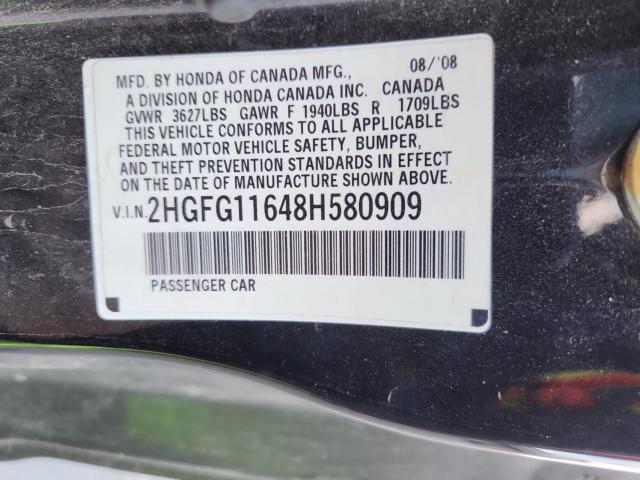 MFD. BY HONDA OF CANADA MFG., 08/'08
A DIVISION OF HONDA CANADA INC. CANADA
GVWR 3627LBS GAWR F 1940LBS R 1709LBS
THIS VEHICLE CONFORMS TO ALL APPLICABLE
FEDERAL MOTOR VEHICLE SAFETY, BUMPER,
AND THEFT PREVENTION STANDARDS IN EFFECT
ON THE DATE OF MANUFACTURE SHOWN ABOVE.
V.I.N. 2HGFG11648H580909
PASSENGER CAR